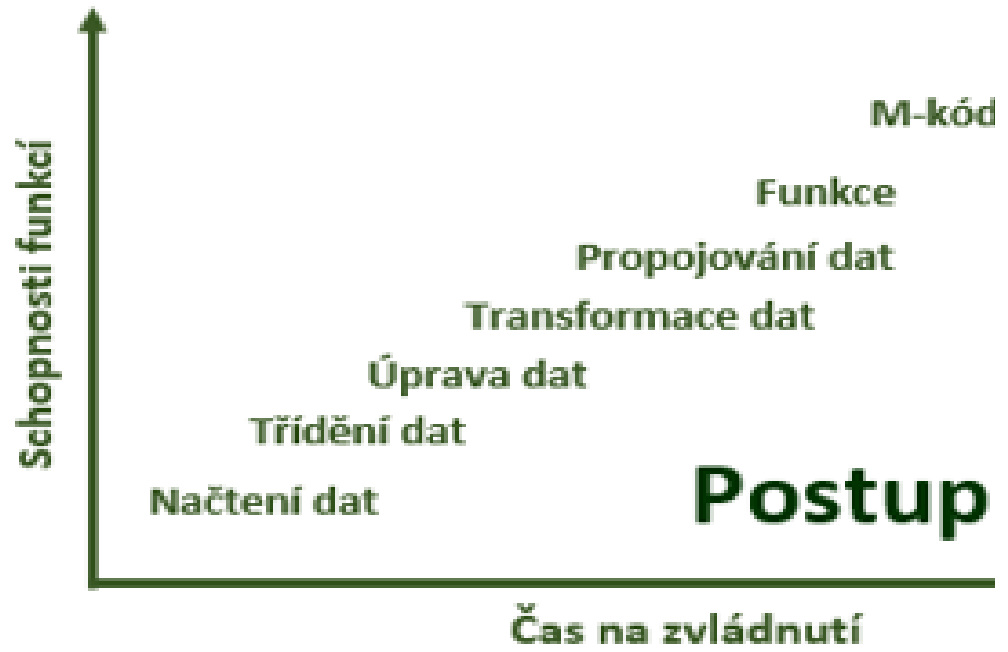 M-kód
Funkce
Propojování dat
Transformace dat
Úprava dat
Třídění dat
Načtení dat
Postup
Schopnosti funkcí
Čas na zvládnutí